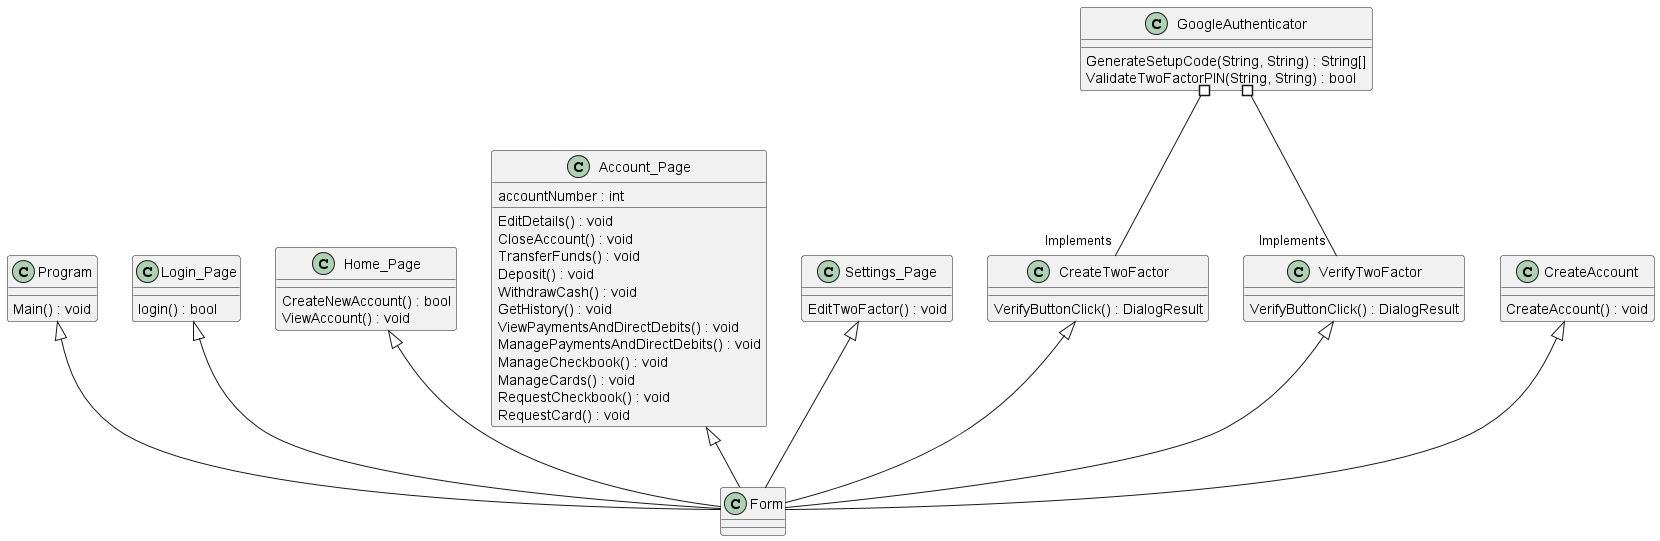 C GoogleAuthenticator
GenerateSetupCode(String, String) : String[]
ValidateTwoFactorPIN(String, String) : bool
C Account_Page
accountNumber : int
EditDetails() : void
CloseAccount() : void
TransferFunds() : void
Deposit() : void
WithdrawCash() : void
GetHistory() : void
ViewPaymentsAndDirectDebits() : void
ManagePaymentsAndDirectDebits() : void
ManageCheckbook() : void
ManageCards() : void
RequestCheckbook() : void
RequestCard() : void
Implements
Implements
C Program
Main() : void
C Login_Page
login() : bool
C Home_Page
CreateNewAccount() : bool
ViewAccount() : void
C Settings_Page
EditTwoFactor() : void
C CreateTwoFactor
VerifyButtonClick() : DialogResult
C VerifyTwoFactor
VerifyButtonClick() : DialogResult
C CreateAccount
CreateAccount() : void
C Form